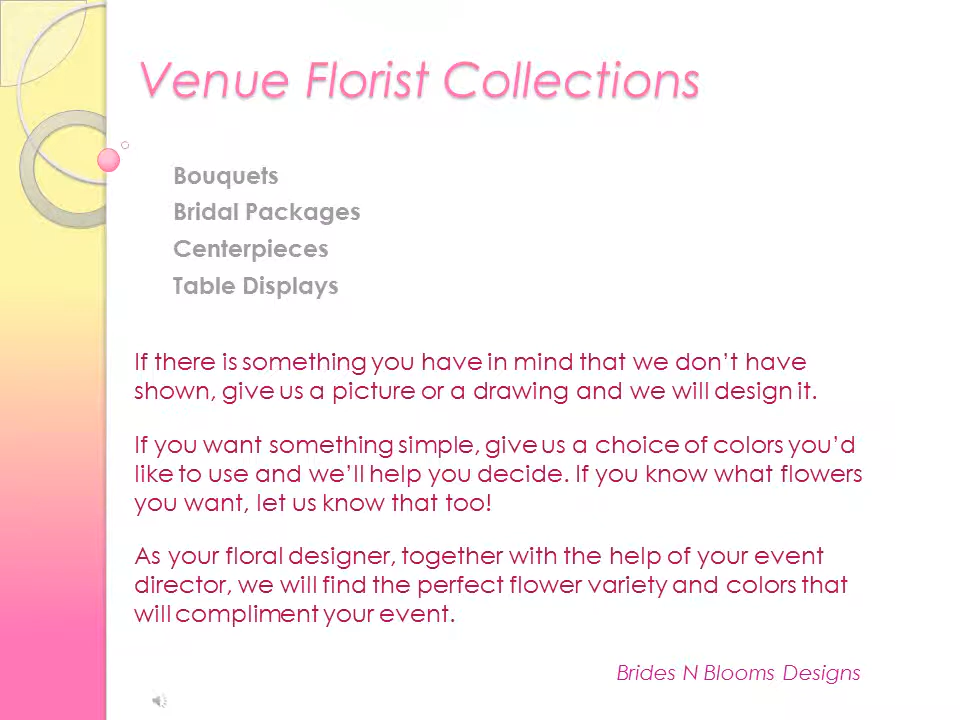 Venue Florist Collections
Bouquets
Bridal Packages
Centerpieces
Table Displays
If there is something you have in mind that we don’t have
shown, give us a picture or a drawing and we will design it.
If you want something simple, give us a choice of colors you’d
like to use and we’ll help you decide. If you know what flowers
you want, let us know that too!
As your floral designer, together with the help of your event
director, we will find the perfect flower variety and colors that
will compliment your event.
Brides N Blooms Designs